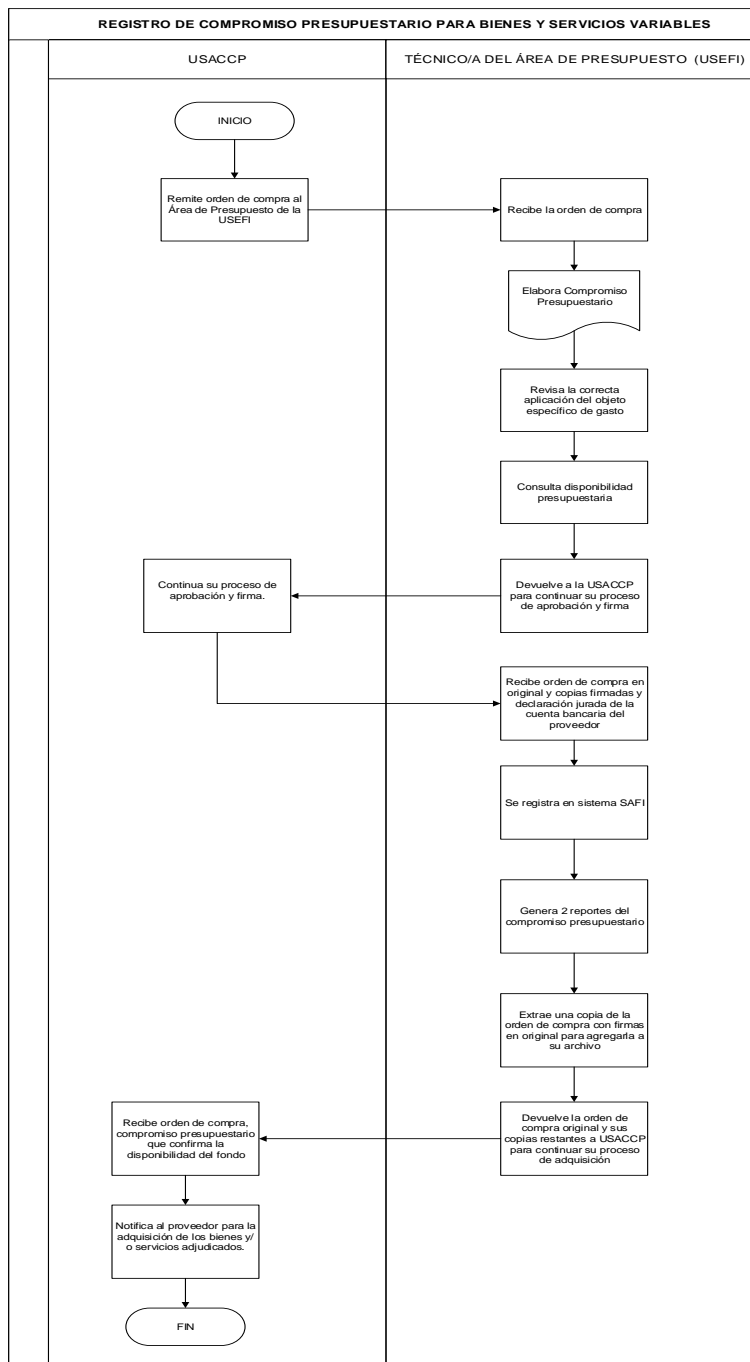 REGISTRO DE COMPROMISO PRESUPUESTARIO PARA BIENES Y SERVICIOS VARIABLES
USACCP
TÉCNICO/A DEL ÁREA DE PRESUPUESTO (USEFI)
INICIO
Remite orden de compra al
Área de Presupuesto de la
USEFI
Recibe la orden de compra
Elabora Compromiso
Presupuestario
Revisa la correcta
aplicación del objeto
específico de gasto
Consulta disponibilidad
presupuestaria
Devuelve a la USACCP
para continuar su proceso
de aprobación y firma
Continua su proceso de
aprobación y firma.
Recibe orden de compra en
original y copias firmadas y
declaración jurada de la
cuenta bancaria del
proveedor
Se registra en sistema SAFI
Genera 2 reportes del
compromiso presupuestario
Extrae una copia de la
orden de compra con firmas
en original para agregarla a
su archivo
Devuelve la orden de
compra original y sus
copias restantes a USACCP
para continuar su proceso
de adquisición
Recibe orden de compra,
compromiso presupuestario
que confirma la
disponibilidad del fondo
Notifica al proveedor para la
adquisición de los bienes y/
o servicios adjudicados.
FIN